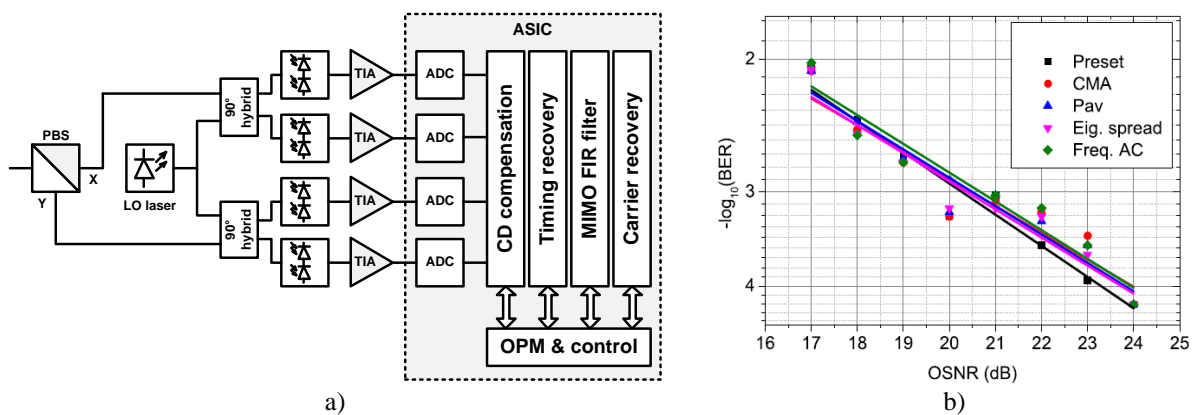 ASIC
PBS
X
Y
LO laser
90°
hybrid
90°
hybrid
TIA
TIA
TIA
TIA
ADC
ADC
ADC
ADC
CD compensation
Timing recovery
MIMO FIR filter
Carrier recovery
OPM & control
a)
-log10(BER)
2
3
4
16 17 18 19 20 21 22 23 24 25
OSNR (dB)
Preset
CMA
Pav
Eig. spread
Freq. AC
b)